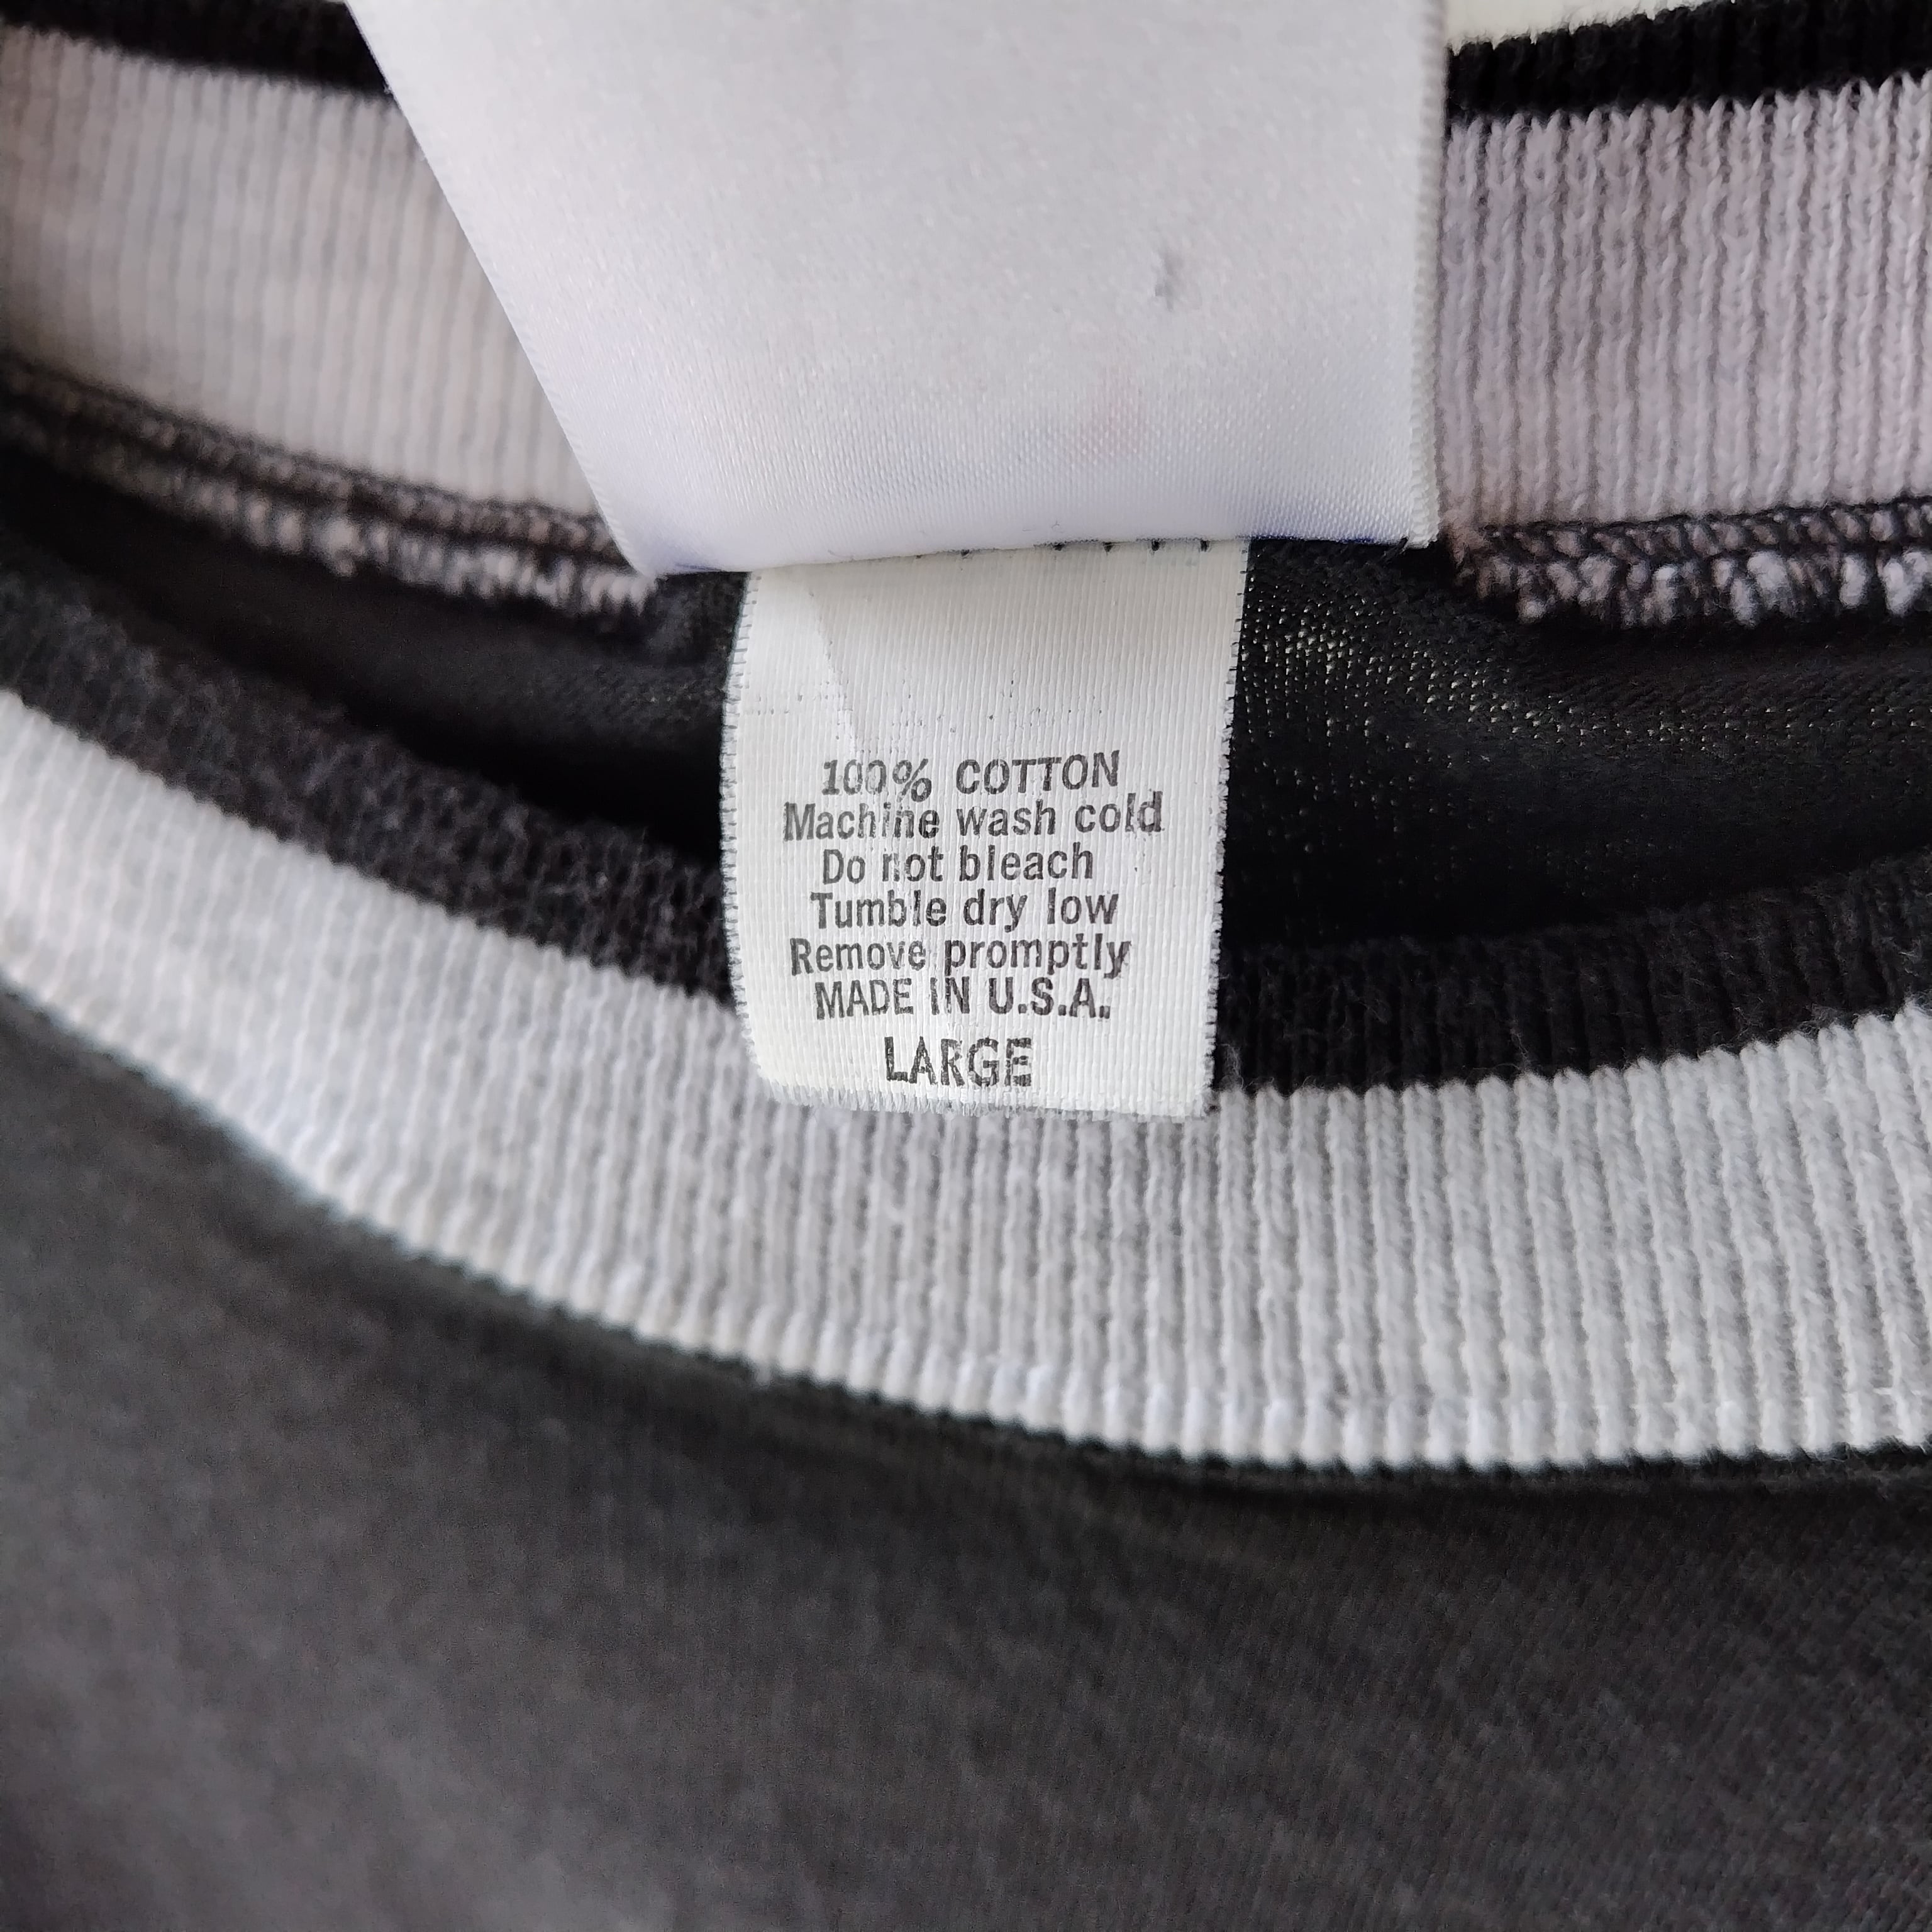 100% COTTON
Machine wash cold
Do not bleach
Tumble dry low
Remove promptly
MADE IN U.S.A.
LARGE